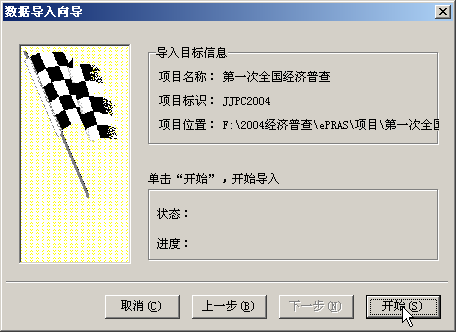 数据导入向导
导入目标信息
项目名称： 第一次全国经济普查
项目标识： JJPC2004
项目位置： F:\2004经济普查\ePRAS\项目\第一次全国
单击“开始”，开始导入
状态：
进度：
取消(C) 上一步(B) 下一步(N) 开始(S)